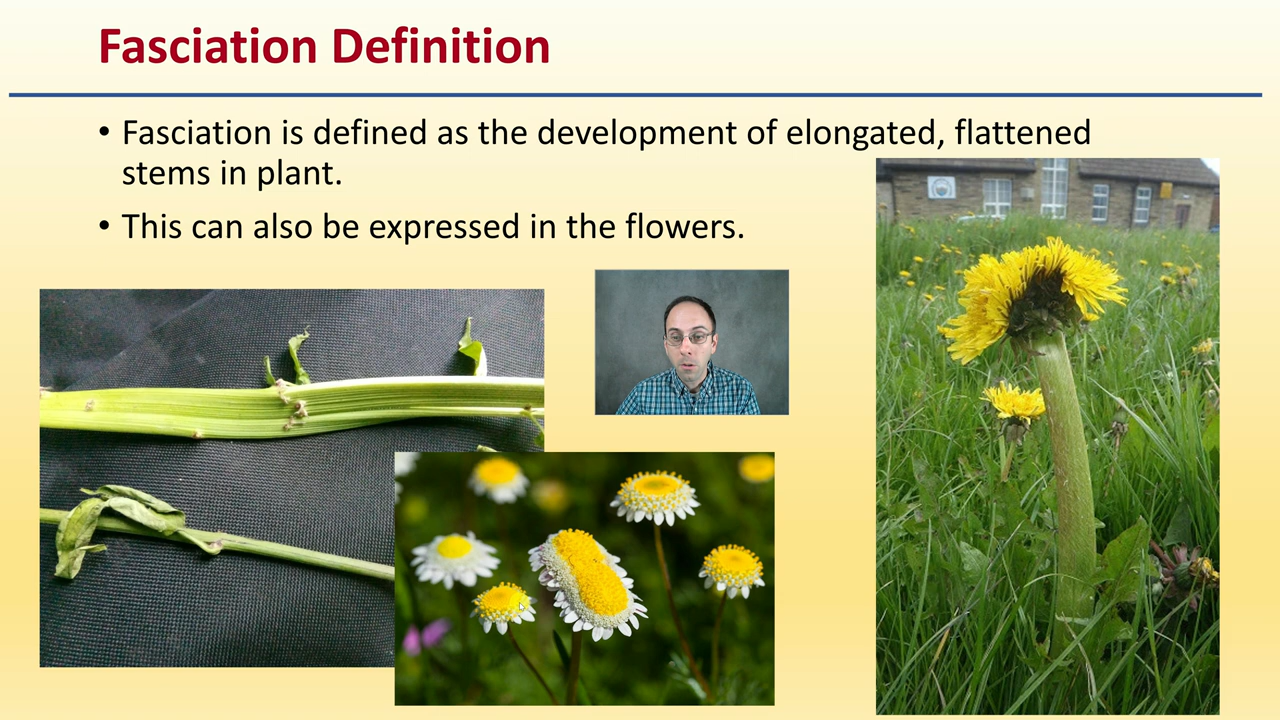 Fasciation Definition
• Fasciation is defined as the development of elongated, flattened
stems in plant.
• This can also be expressed in the flowers.